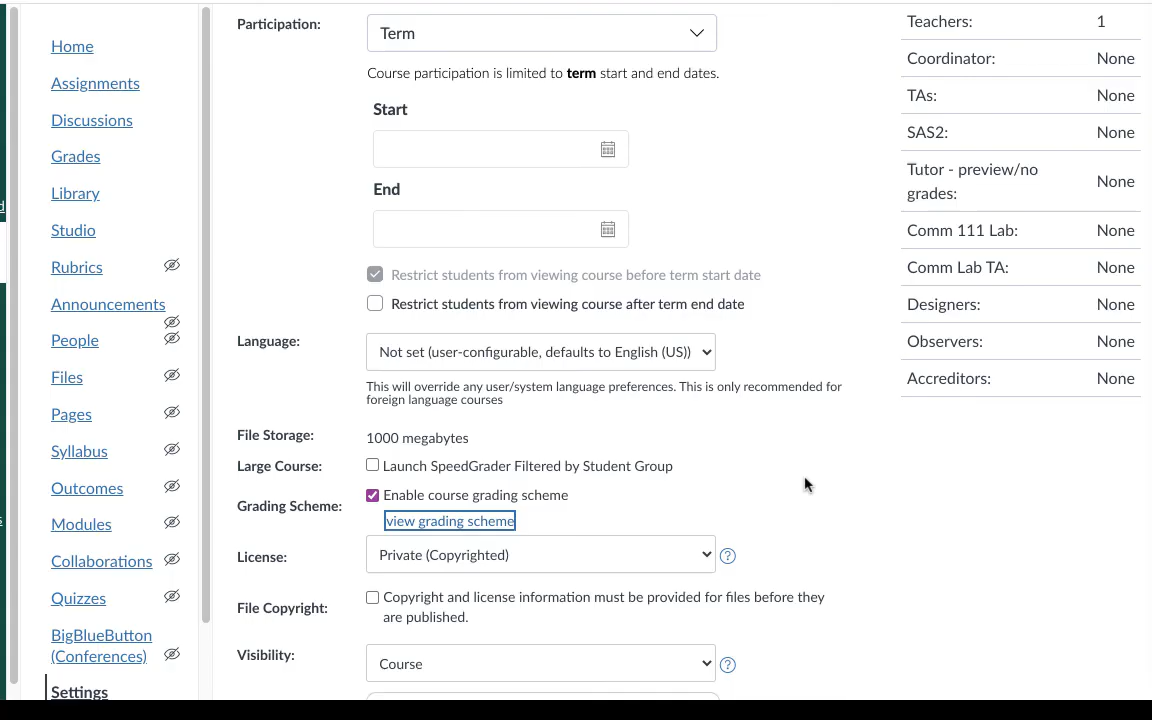 Home
Assignments
Discussions
Grades
Library
Studio
Rubrics
Announcements
People
Files
Pages
Syllabus
Outcomes
Modules
Collaborations
Quizzes
BigBlueButton
(Conferences)
Settings
Participation:
Term
Course participation is limited to term start and end dates.
Start
End
Restrict students from viewing course before term start date
Restrict students from viewing course after term end date
Language:
Not set (user-configurable, defaults to English (US))
This will override any user/system language preferences. This is only recommended for
foreign language courses
File Storage:
1000 megabytes
Large Course:
Launch SpeedGrader Filtered by Student Group
Grading Scheme:
Enable course grading scheme
view grading scheme
License:
Private (Copyrighted)
?
File Copyright:
Copyright and license information must be provided for files before they
are published.
Visibility:
Course
?
Teachers: 1
Coordinator: None
TAs: None
SAS2: None
Tutor - preview/no
grades: None
Comm 111 Lab: None
Comm Lab TA: None
Designers: None
Observers: None
Accreditors: None